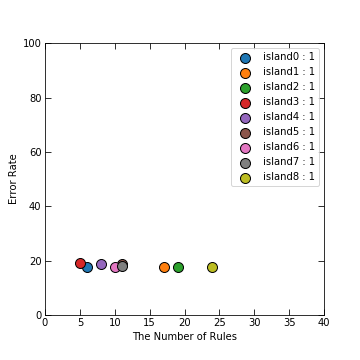 100
80
60
40
20
0
Error Rate
island0 : 1
island1 : 1
island2 : 1
island3 : 1
island4 : 1
island5 : 1
island6 : 1
island7 : 1
island8 : 1
0 5 10 15 20 25 30 35 40
The Number of Rules